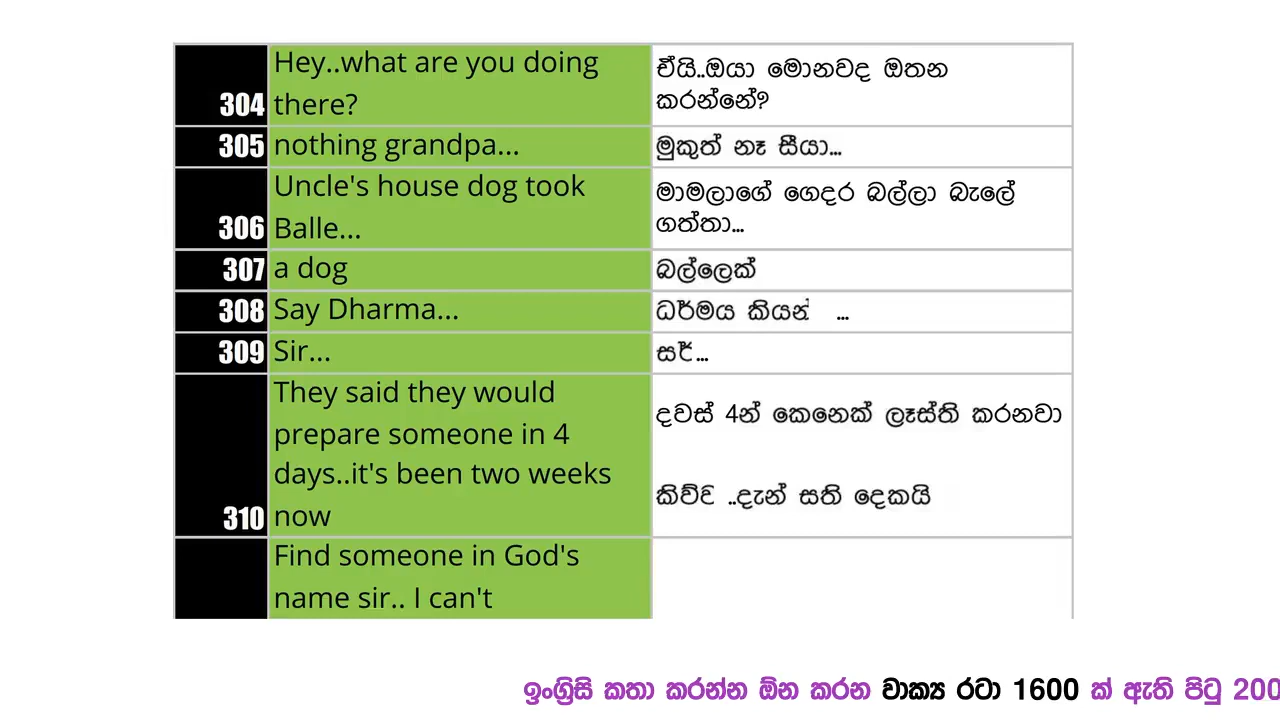 304 Hey..what are you doing there? ඒයි..ඔයා මොනවද ඔතන කරන්නේ?
305 nothing grandpa... මුකුත් නෑ සීයා...
306 Uncle's house dog took Balle... මාමලාගේ ගෙදර බල්ලා බැලේ ගත්තා...
307 a dog බල්ලෙක්
308 Say Dharma... ධර්මය කියන් ...
309 Sir... සර්...
310 They said they would prepare someone in 4 days..it's been two weeks now දවස් 4න් කෙනෙක් ලෑස්ති කරනවා කිව්ව ..දැන් සති දෙකයි
Find someone in God's name sir.. I can't
ඉංග්‍රිසි කතා කරන්න ඕන කරන වාක්‍ය රටා 1600 ක් ඇති පිටු 200